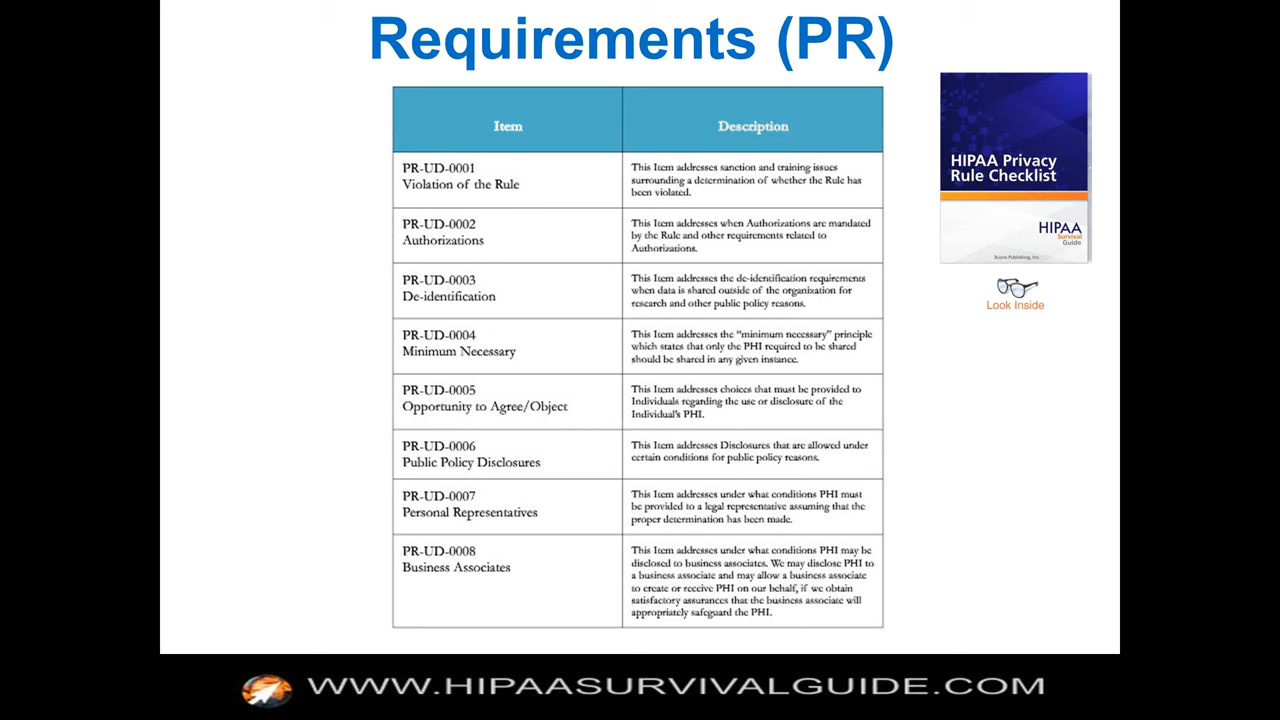 Requirements (PR)
Item
Description
PR-UD-0001
Violation of the Rule
This Item addresses sanction and training issues
surrounding a determination of whether the Rule has
been violated.
PR-UD-0002
Authorizations
This Item addresses when Authorizations are mandated
by the Rule and other requirements related to
Authorizations.
PR-UD-0003
De-identification
This Item addresses the de-identification requirements
when data is shared outside of the organization for
research and other public policy reasons.
PR-UD-0004
Minimum Necessary
This Item addresses the “minimum necessary” principle
which states that only the PHI required to be shared
should be shared in any given instance.
PR-UD-0005
Opportunity to Agree/Object
This Item addresses choices that must be provided to
Individuals regarding the use or disclosure of the
Individual's PHI.
PR-UD-0006
Public Policy Disclosures
This Item addresses Disclosures that are allowed under
certain conditions for public policy reasons.
PR-UD-0007
Personal Representatives
This Item addresses under what conditions PHI must
be provided to a legal representative assuming that the
proper determination has been made.
PR-UD-0008
Business Associates
This Item addresses under what conditions PHI may be
disclosed to business associates. We may disclose PHI to
a business associate and may allow a business associate
to create or receive PHI on our behalf, if we obtain
satisfactory assurances that the business associate will
appropriately safeguard the PHI.
HIPAA Privacy
Rule Checklist
HIPAA
Survival
Guide
3Lions Publishing, Inc.
Look Inside
WWW.HIPAASURVIVALGUIDE.COM